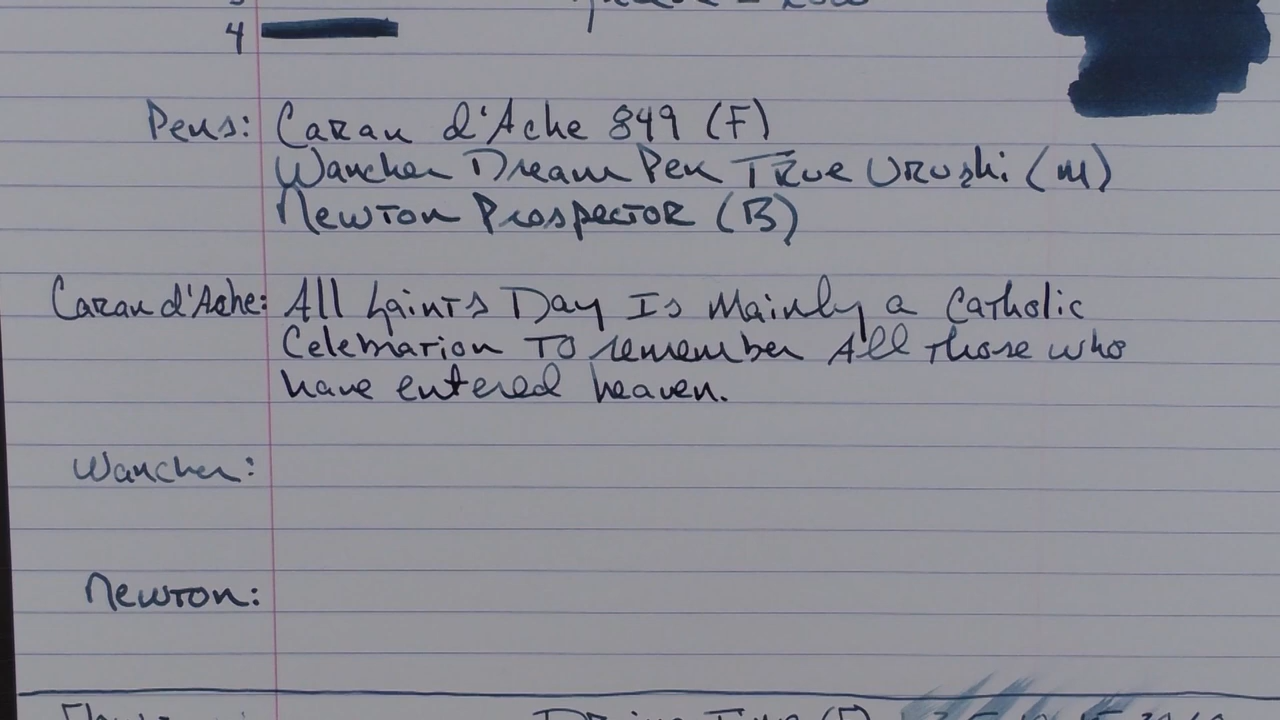 4
Pens: Caran d'Ache 849 (F)
Wancher Dream Pen True Urushi (M)
Newton Prospector (B)
Caran d'Ache: All Saints Day Is Mainly a Catholic
Celebration To remember All those who
have entered heaven.
Wancher:
Newton: